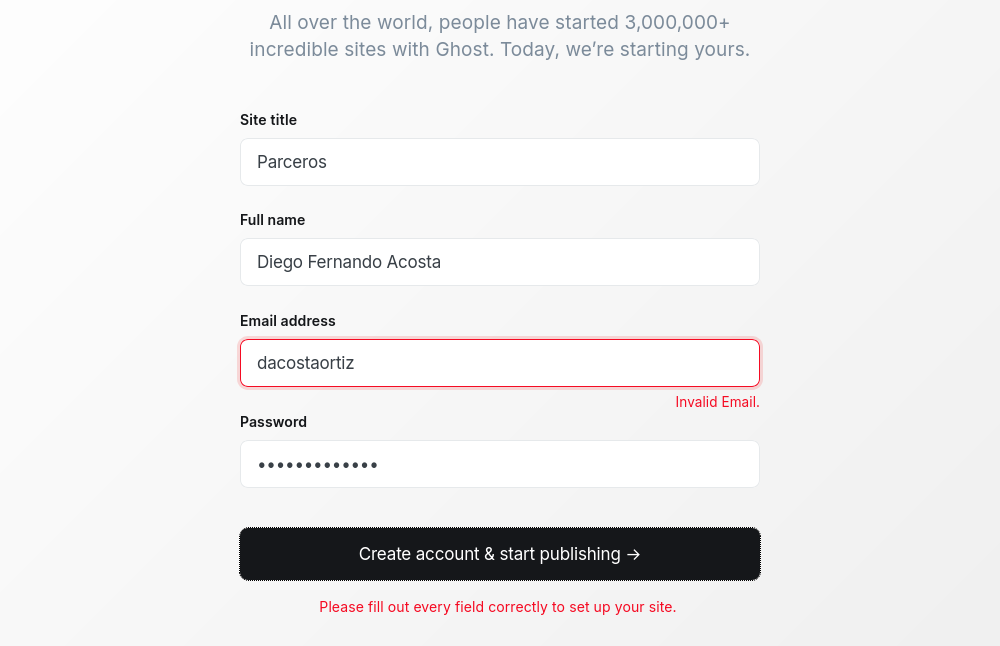 All over the world, people have started 3,000,000+
incredible sites with Ghost. Today, we’re starting yours.
Site title
Parceros
Full name
Diego Fernando Acosta
Email address
dacostaortiz
Invalid Email.
Password
•••••••••••••
Create account & start publishing →
Please fill out every field correctly to set up your site.